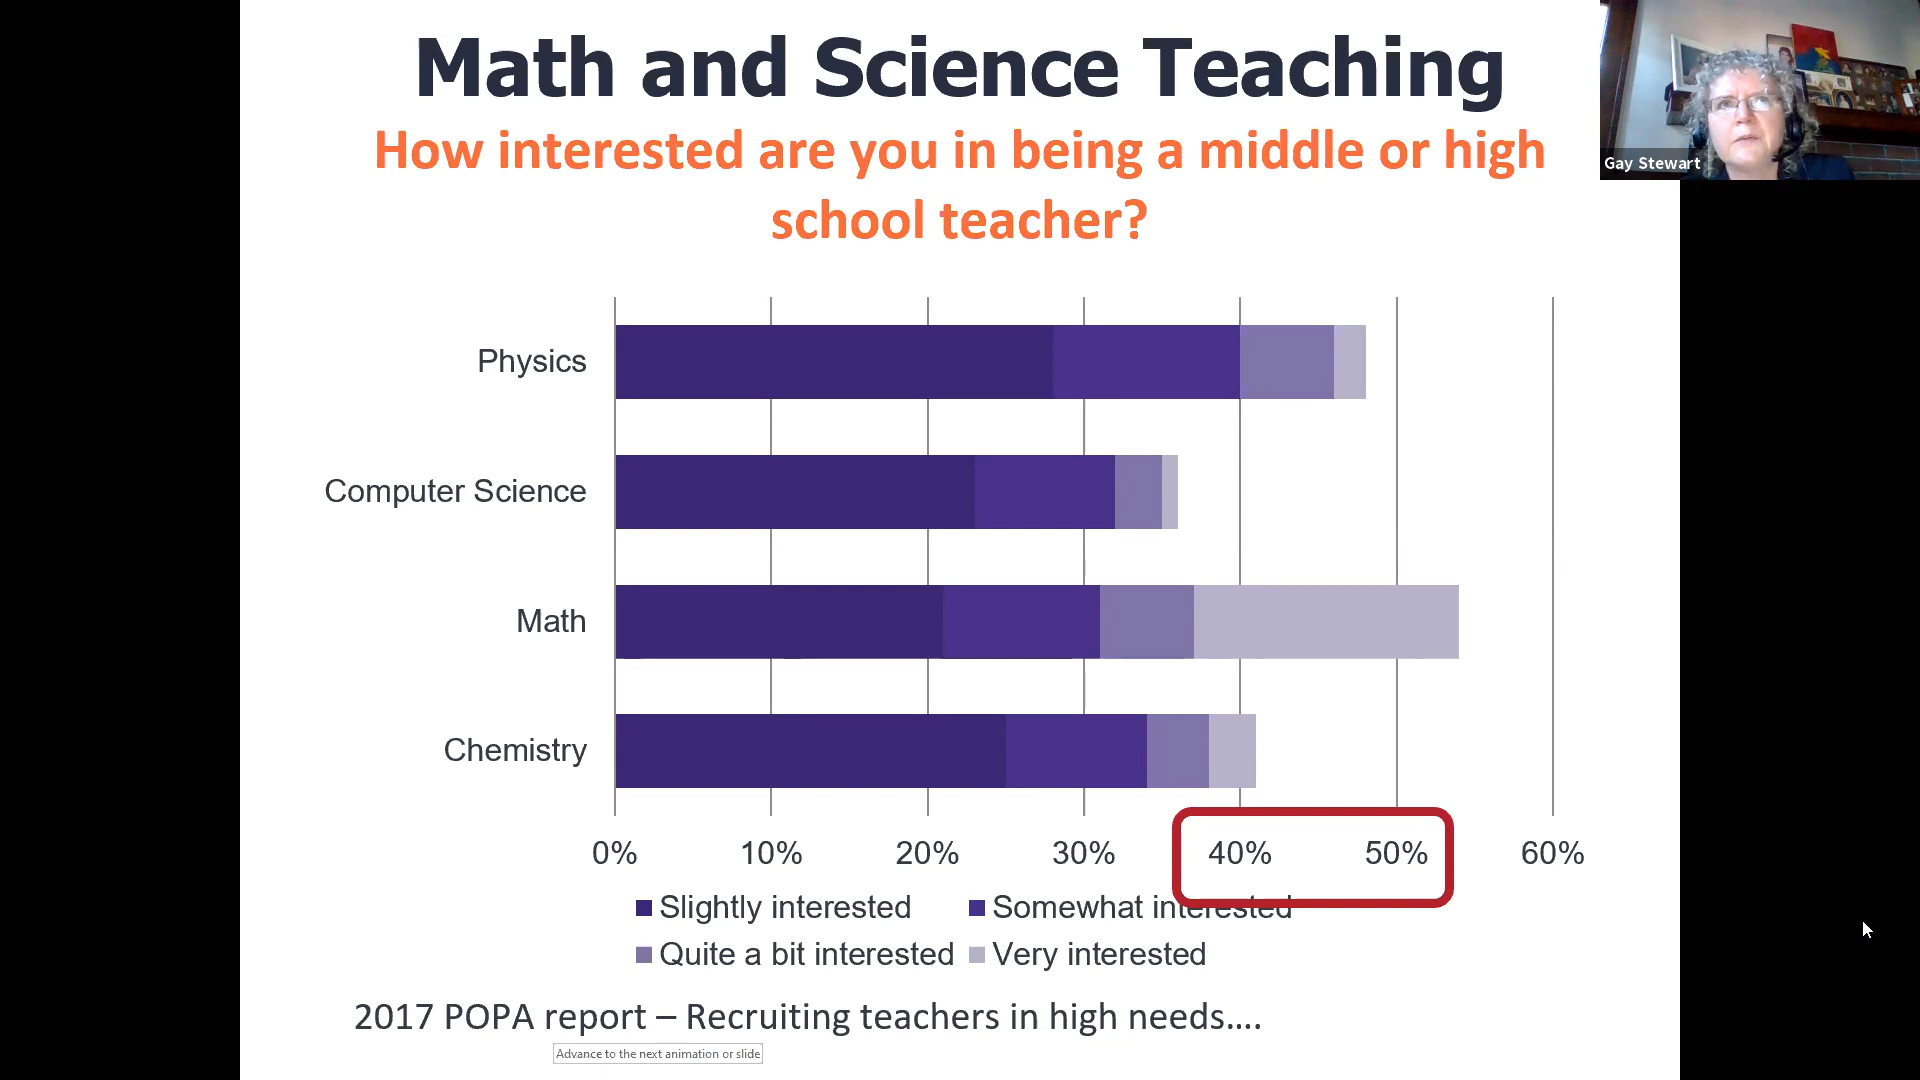 Math and Science Teaching
How interested are you in being a middle or high
school teacher?
Gay Stewart
Physics
Computer Science
Math
Chemistry
0% 10% 20% 30% 40% 50% 60%
Slightly interested Somewhat interested
Quite a bit interested Very interested
2017 POPA report – Recruiting teachers in high needs....
Advance to the next animation or slide